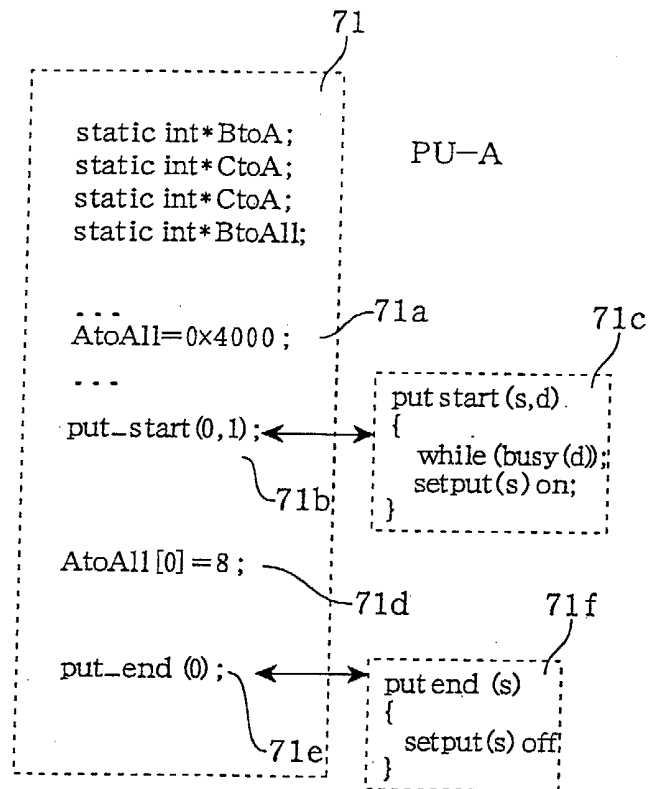 71
static int*BtoA;
static int*CtoA;
static int*CtoA;
static int*BtoAll;
PU-A
...
AtoAll=0×4000;
71a
...
71c
put_start(0,1);
71b
put start(s,d)
{
while(busy(d));
setput(s)on;
}
AtoAll[0]=8;
71d
71f
put_end(0);
71e
put end (s)
{
setput(s)off;
}